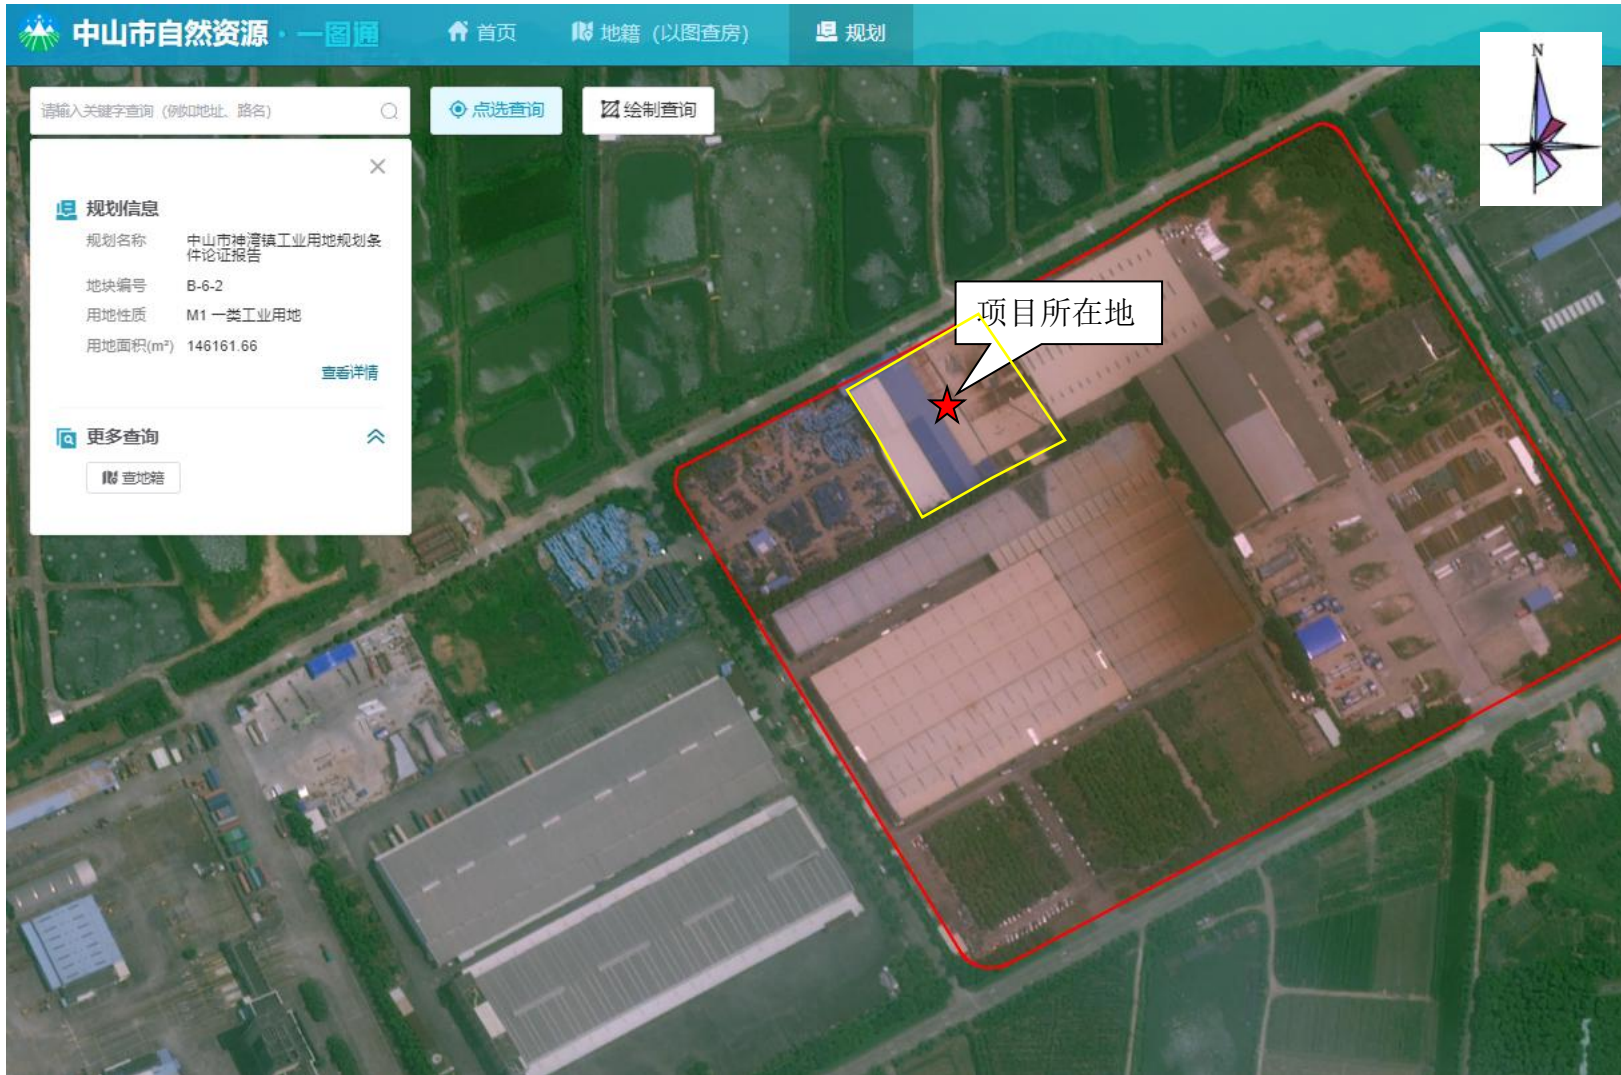 中山市自然资源·一图通
首页
地籍（以图查房）
规划
N
请输入关键字查询（例如地址、路名）
点选查询
绘制查询
规划信息
规划名称
中山市神湾镇工业用地规划条
件论证报告
地块编号
B-6-2
用地性质
M1 一类工业用地
用地面积(m²)
146161.66
查看详情
更多查询
查地籍
项目所在地